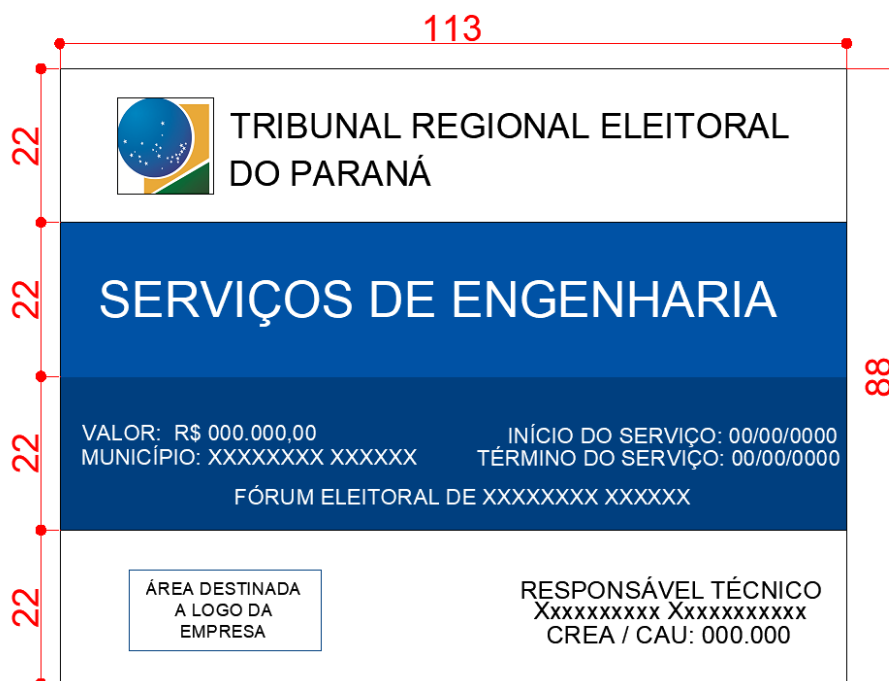 113
22
TRIBUNAL REGIONAL ELEITORAL
DO PARANÁ
22
SERVIÇOS DE ENGENHARIA
88
22
VALOR:  R$ 000.000,00
INÍCIO DO SERVIÇO: 00/00/0000
MUNICÍPIO: XXXXXXXX XXXXXX
TÉRMINO DO SERVIÇO: 00/00/0000
FÓRUM ELEITORAL DE XXXXXXXX XXXXXX
22
ÁREA DESTINADA
A LOGO DA
EMPRESA
RESPONSÁVEL TÉCNICO
Xxxxxxxxxx Xxxxxxxxxxx
CREA / CAU: 000.000